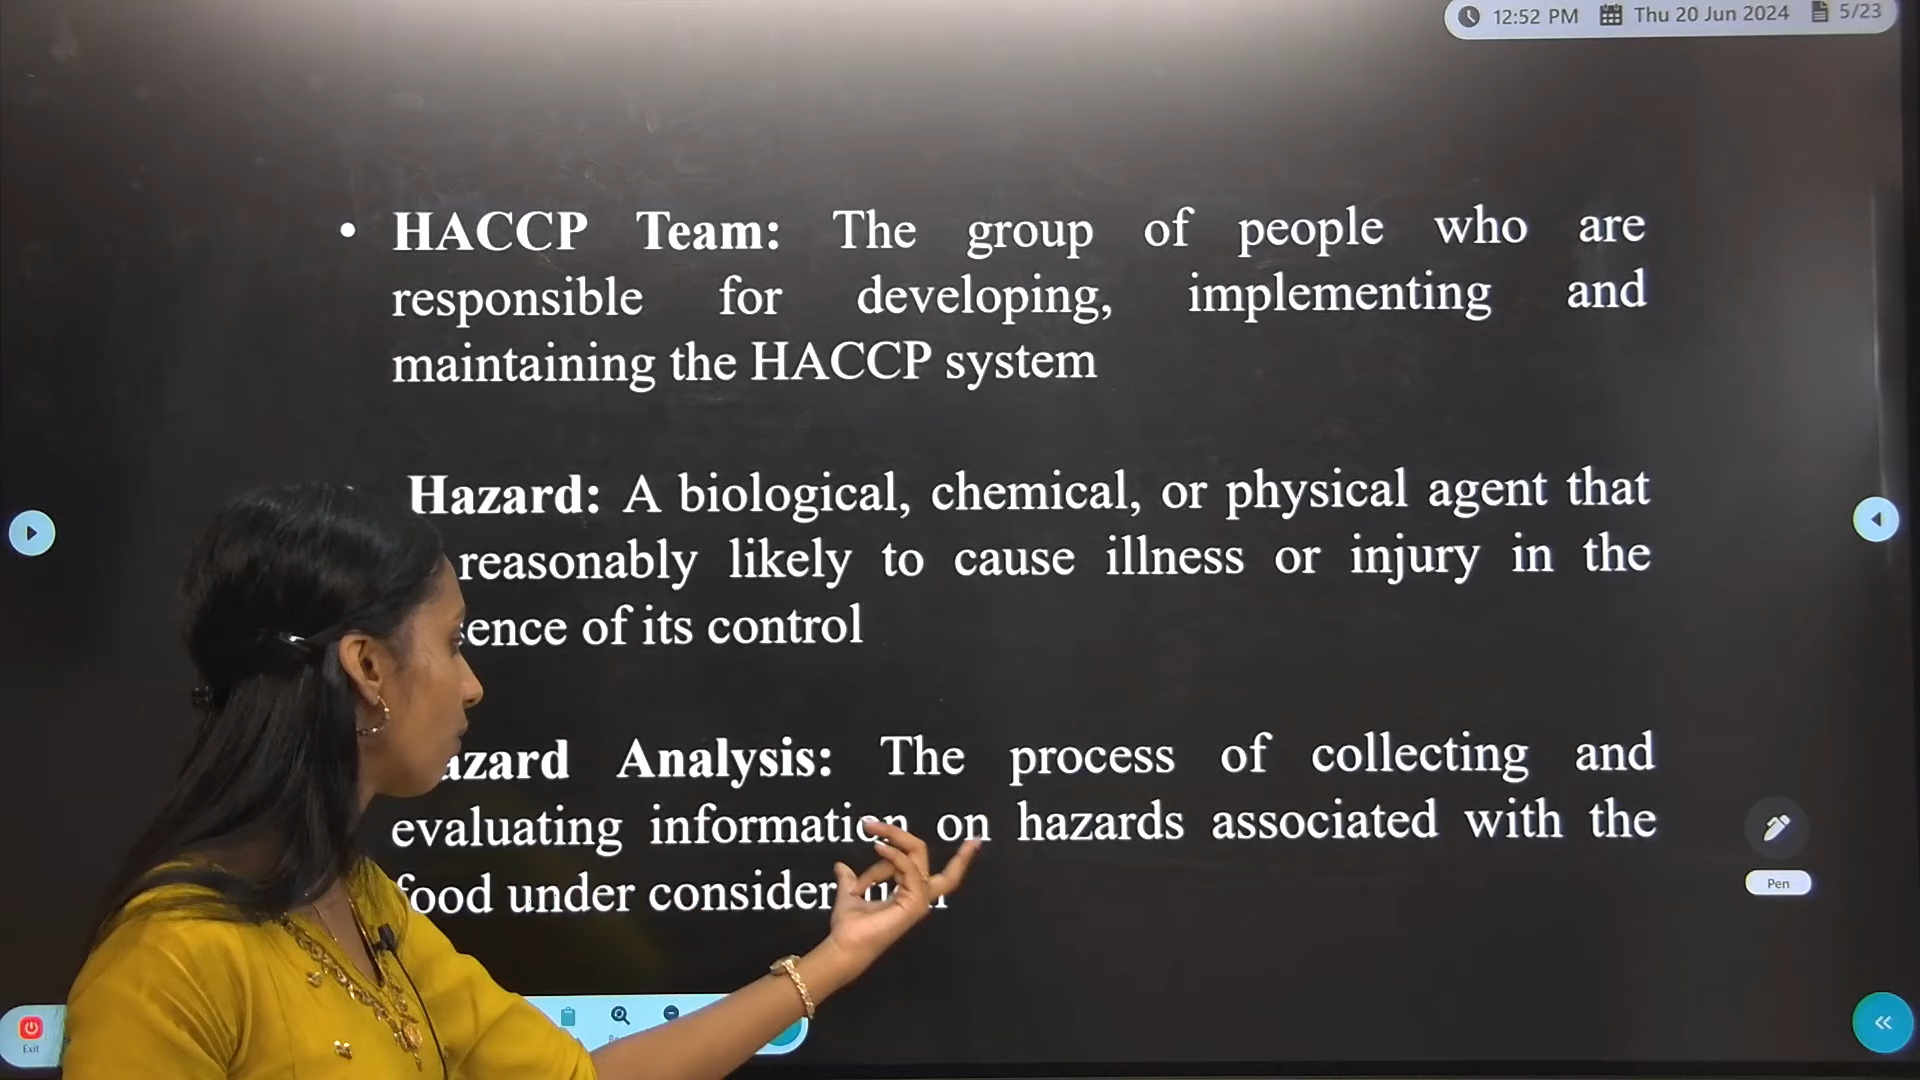 12:52 PM Thu 20 Jun 2024 5/23
• HACCP Team: The group of people who are
responsible for developing, implementing and
maintaining the HACCP system
Hazard: A biological, chemical, or physical agent that
reasonably likely to cause illness or injury in the
of its control
Analysis: The process of collecting and
evaluating information on hazards associated with the
food under
Pen
Exit